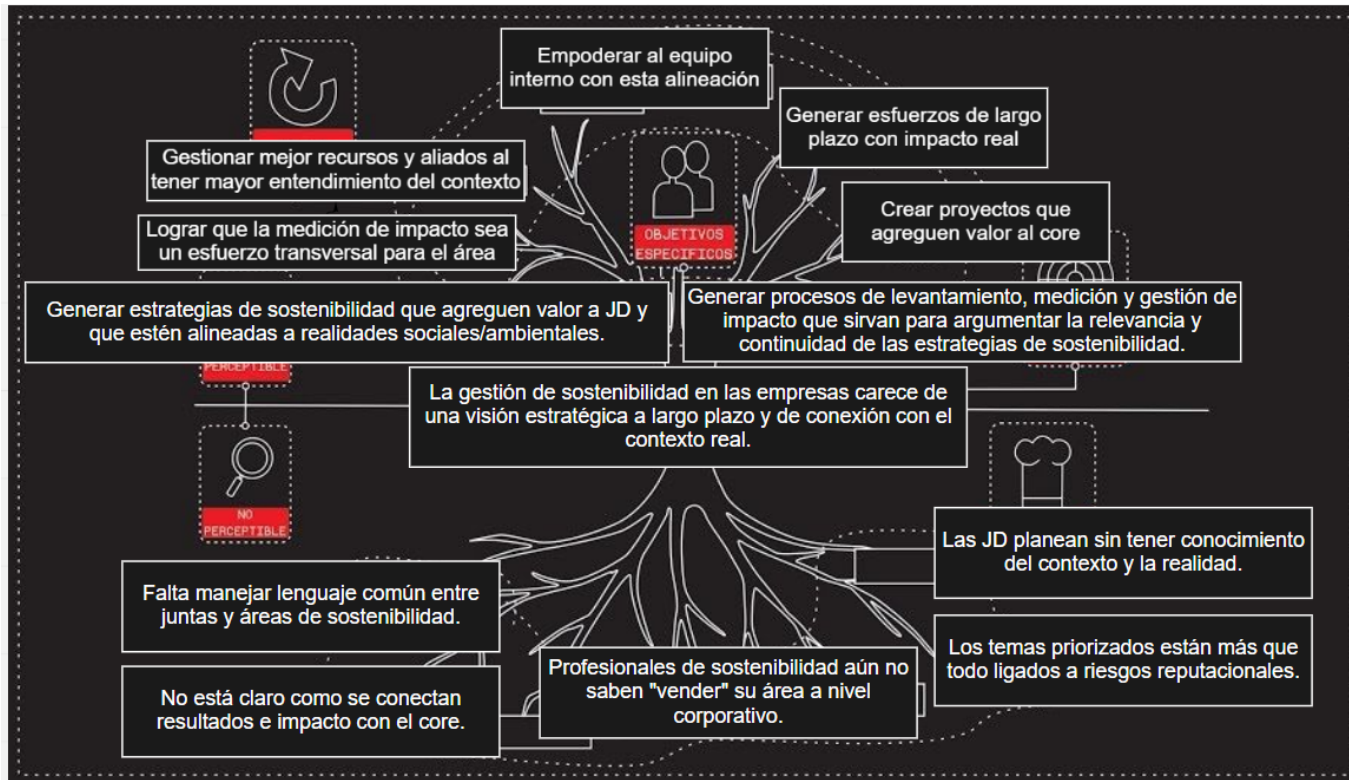 Empoderar al equipo
interno con esta alineación
Generar esfuerzos de largo
plazo con impacto real
Gestionar mejor recursos y aliados al
tener mayor entendimiento del contexto
OBJETIVOS
ESPECIFICOS
Crear proyectos que
agreguen valor al core
Lograr que la medición de impacto sea
un esfuerzo transversal para el área
Generar estrategias de sostenibilidad que agreguen valor a JD y
que estén alineadas a realidades sociales/ambientales.
Generar procesos de levantamiento, medición y gestión de
impacto que sirvan para argumentar la relevancia y
continuidad de las estrategias de sostenibilidad.
PERCEPTIBLE
La gestión de sostenibilidad en las empresas carece de
una visión estratégica a largo plazo y de conexión con el
contexto real.
NO
PERCEPTIBLE
Las JD planean sin tener conocimiento
del contexto y la realidad.
Falta manejar lenguaje común entre
juntas y áreas de sostenibilidad.
Los temas priorizados están más que
todo ligados a riesgos reputacionales.
Profesionales de sostenibilidad aún no
saben "vender" su área a nivel
corporativo.
No está claro como se conectan
resultados e impacto con el core.